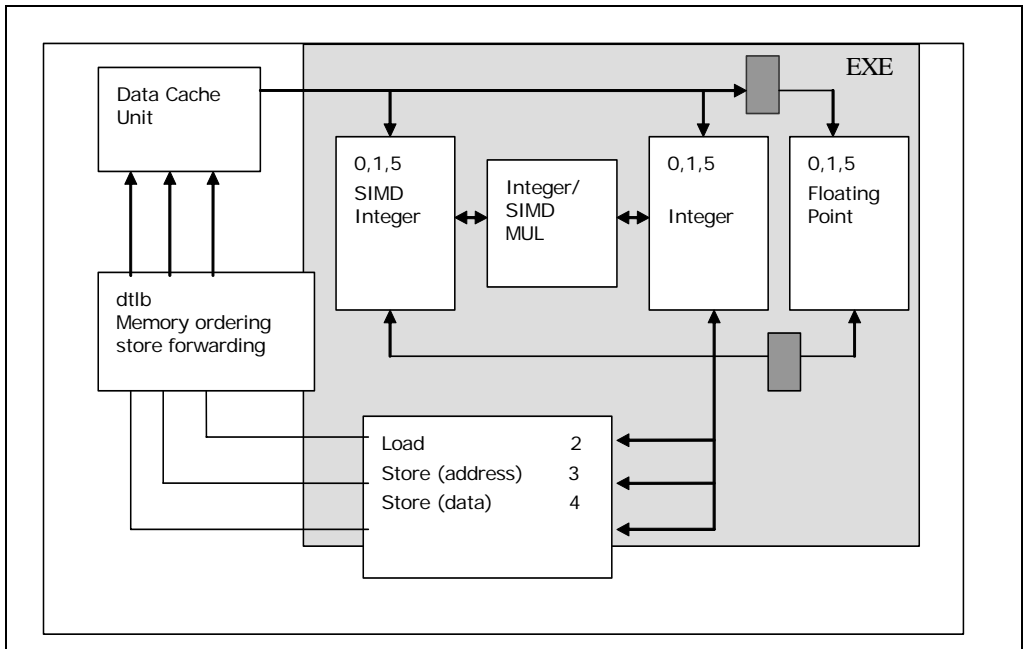 EXE
Data Cache
Unit
0,1,5
SIMD
Integer
Integer/
SIMD
MUL
0,1,5
Integer
0,1,5
Floating
Point
dtlb
Memory ordering
store forwarding
Load 2
Store (address) 3
Store (data) 4